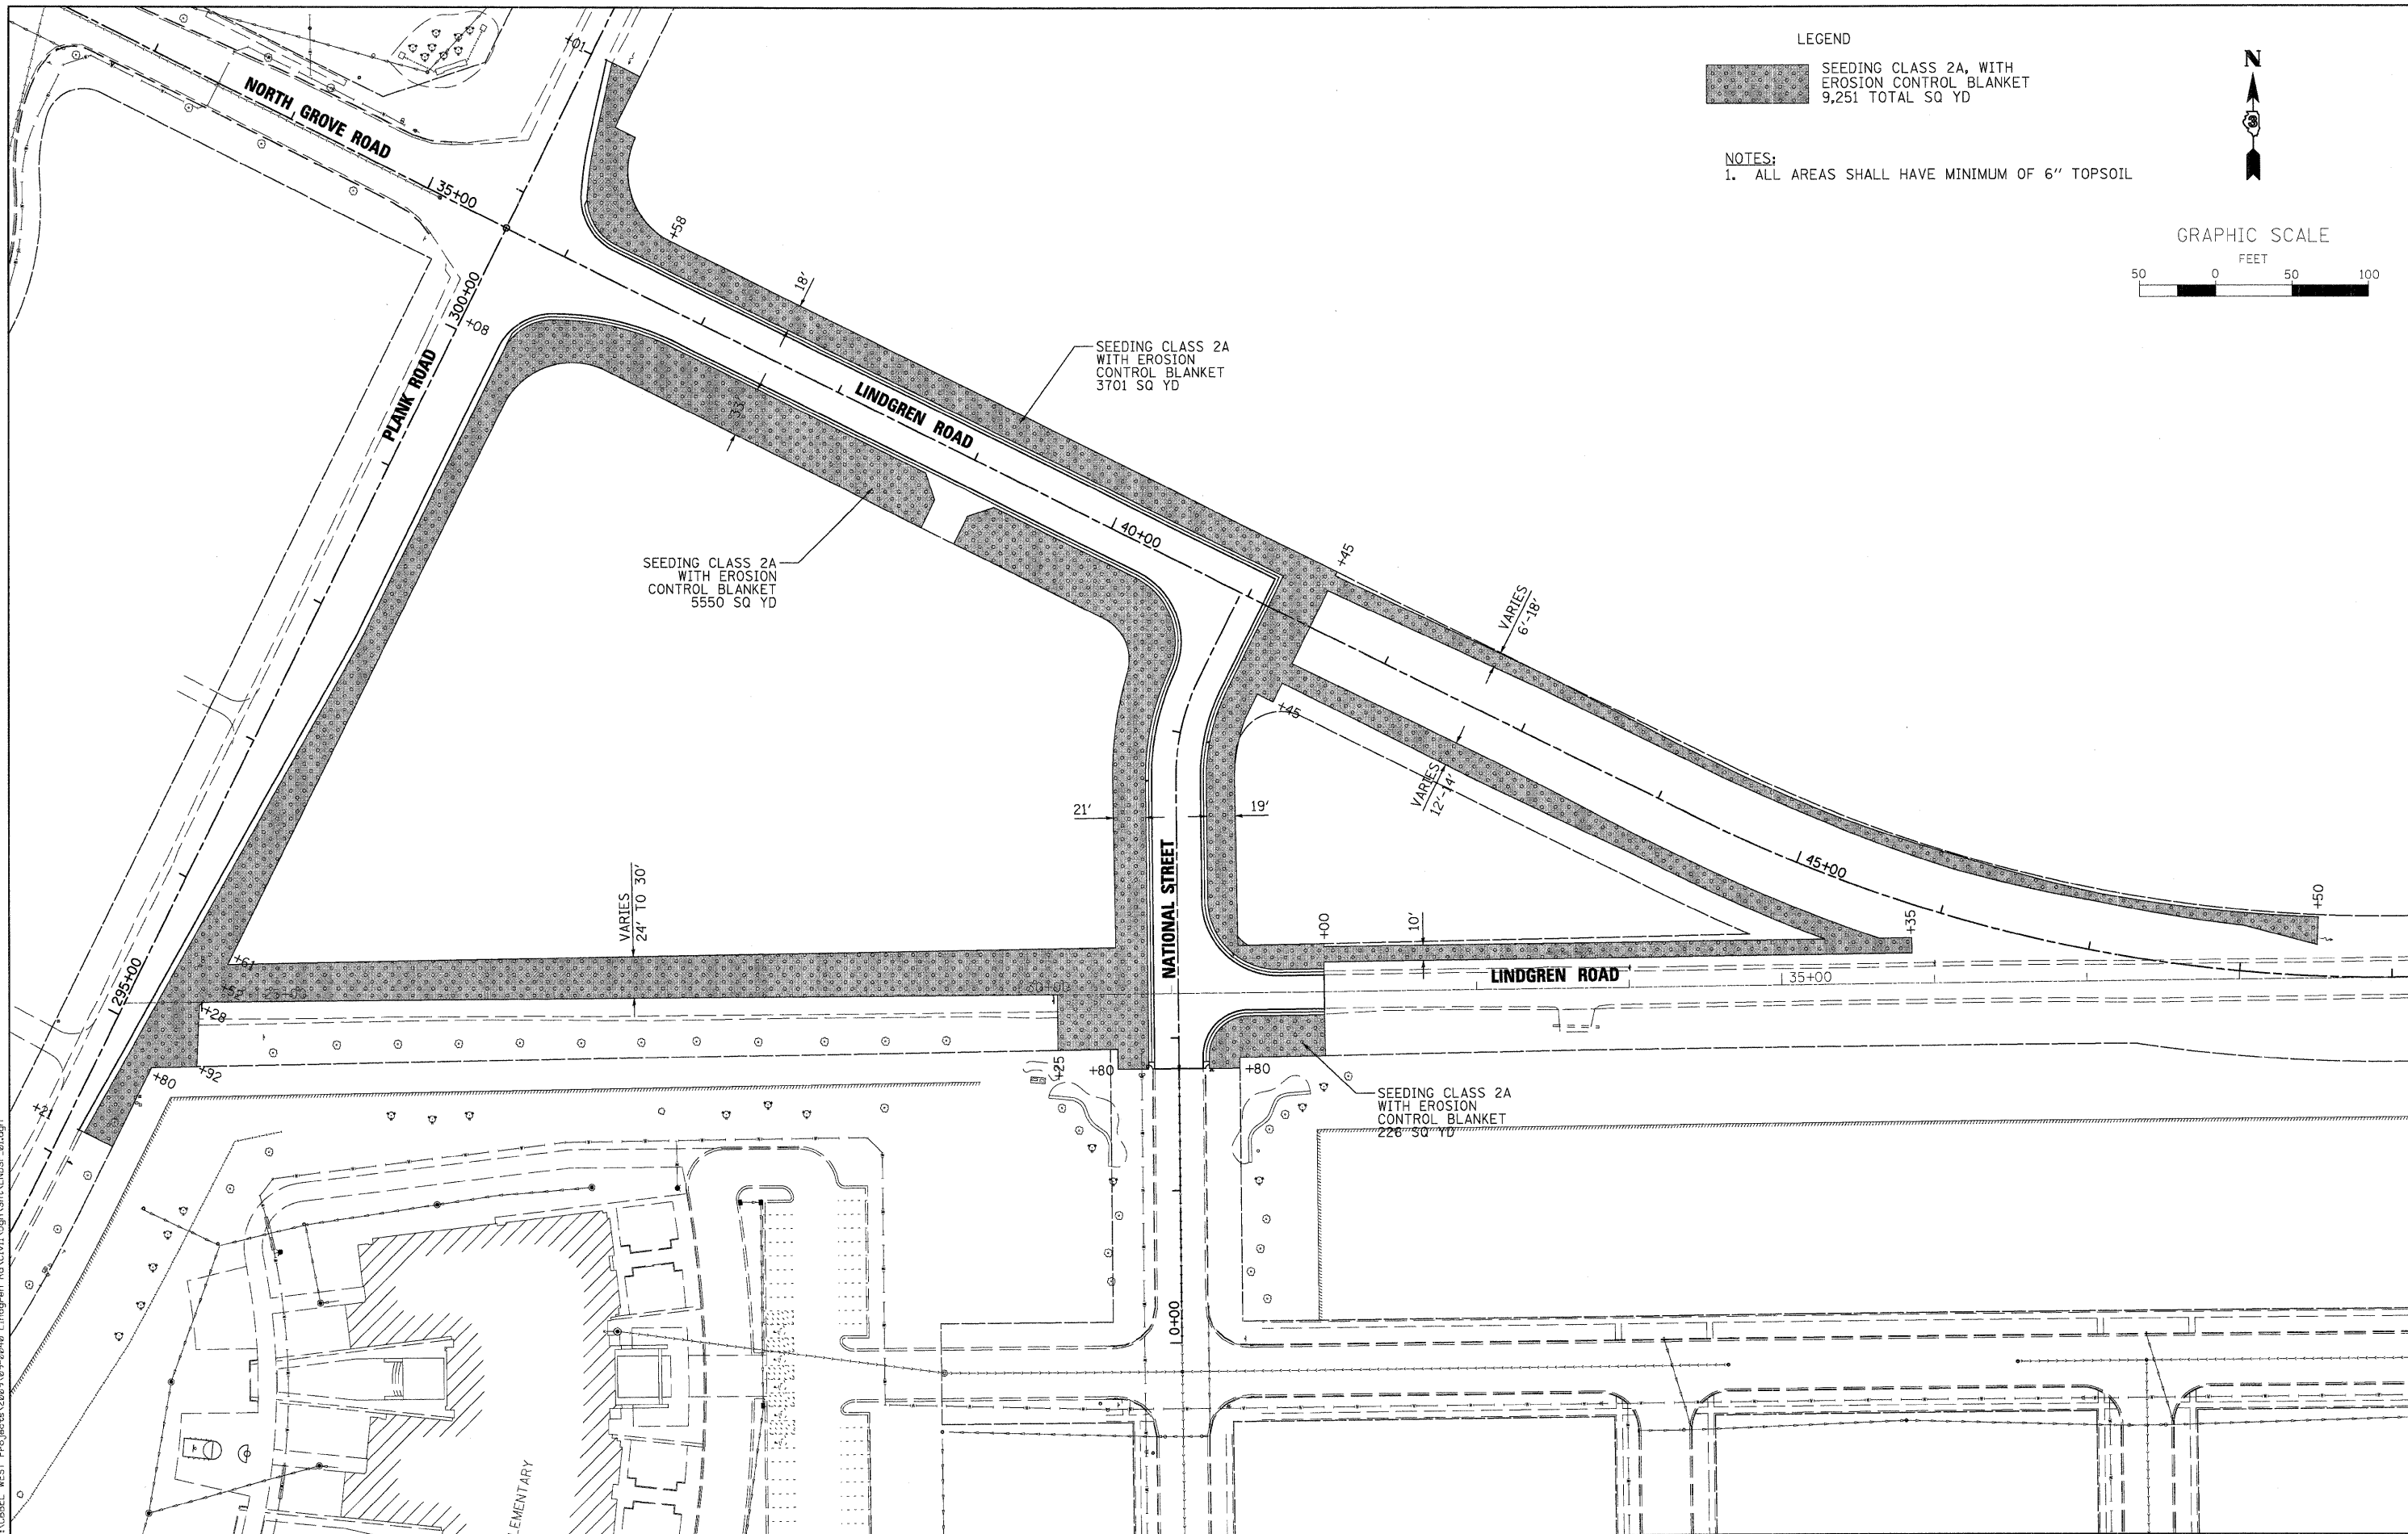 LEGEND
SEEDING CLASS 2A, WITH
EROSION CONTROL BLANKET
9,251 TOTAL SQ YD
N
NOTES:
1. ALL AREAS SHALL HAVE MINIMUM OF 6" TOPSOIL
GRAPHIC SCALE
FEET
50 0 50 100
+01
NORTH GROVE ROAD
35+00
+58
18'
300+00
+08
PLANK ROAD
SEEDING CLASS 2A
WITH EROSION
CONTROL BLANKET
3701 SQ YD
LINDGREN ROAD
33'
40+00
SEEDING CLASS 2A
WITH EROSION
CONTROL BLANKET
5550 SQ YD
+45
VARIES
6'-18'
+45
VARIES
12'-14'
21'
19'
NATIONAL STREET
45+00
+50
+35
+00
10'
VARIES
24' TO 30'
LINDGREN ROAD
35+00
+61
+52
295+00
+28
+92
+80
+21
+25
+80
+80
SEEDING CLASS 2A
WITH EROSION
CONTROL BLANKET
226 SQ YD
0+00
LEMENTARY